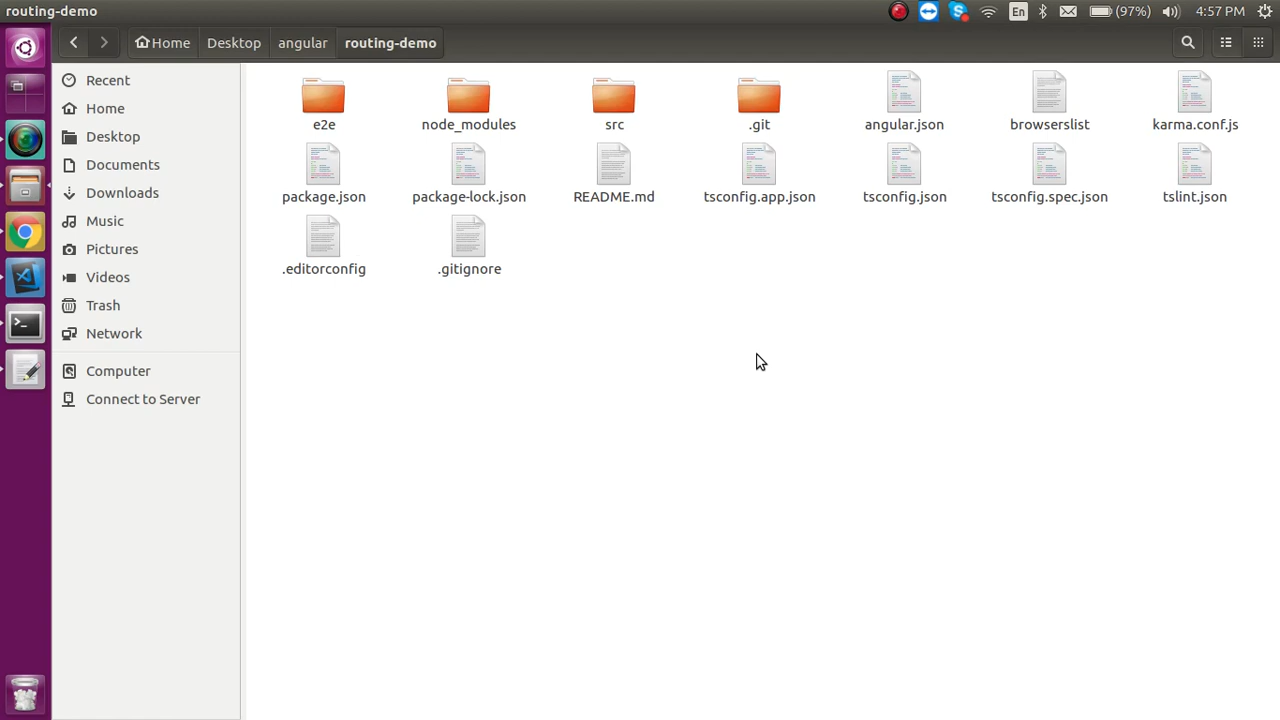 routing-demo
En
(97%)
4:57 PM
Home
Desktop
angular
routing-demo
Recent
Home
Desktop
Documents
Downloads
Music
Pictures
Videos
Trash
Network
Computer
Connect to Server
e2e
node_modules
src
.git
angular.json
browserslist
karma.conf.js
package.json
package-lock.json
README.md
tsconfig.app.json
tsconfig.json
tsconfig.spec.json
tslint.json
.editorconfig
.gitignore